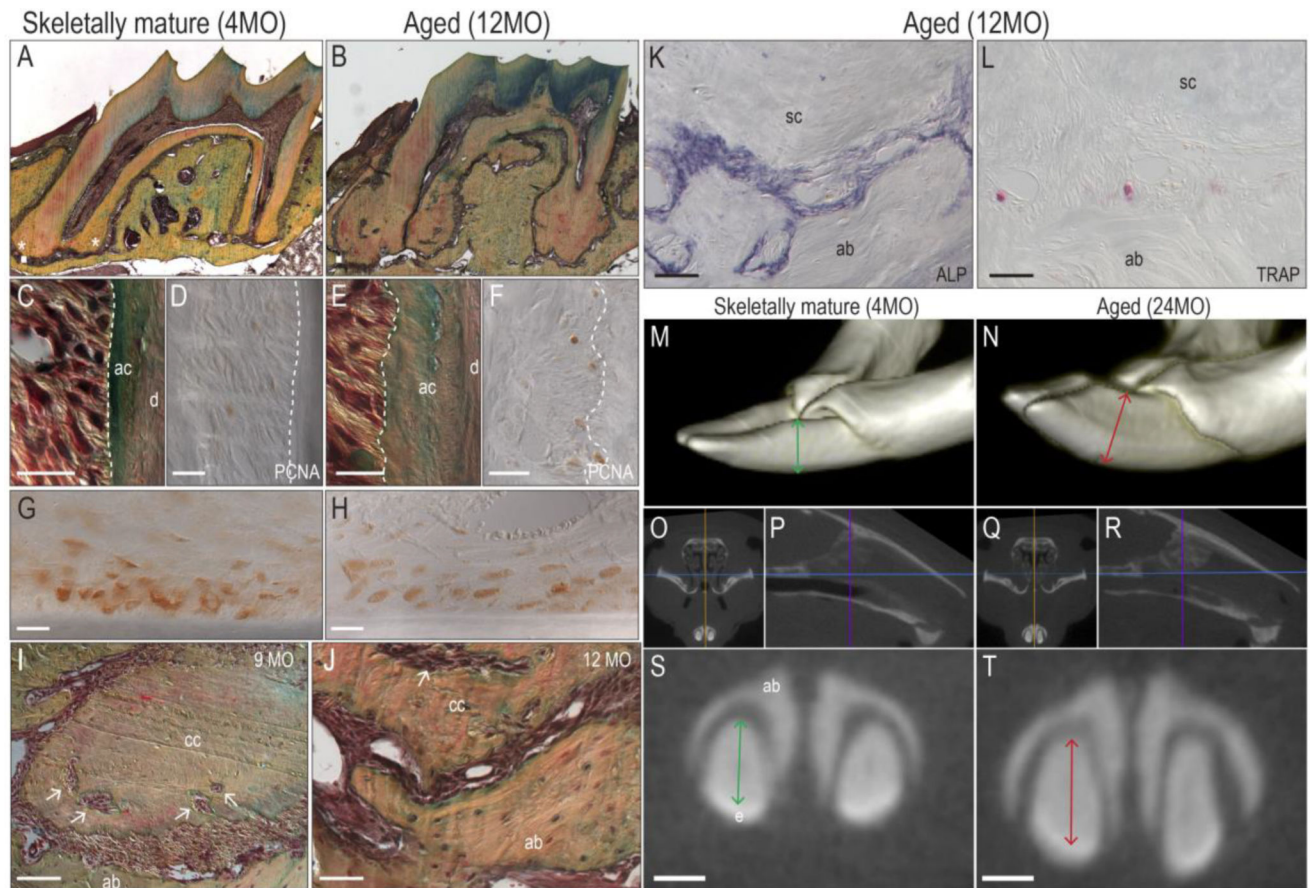 Skeletally mature (4MO)
Aged (12MO)
Aged (12MO)
A
B
*
*
C
ac
d
D
PCNA
E
ac
d
F
PCNA
G
H
I
9 MO
cc
ab
J
12 MO
cc
ab
K
sc
ab
ALP
L
sc
ab
TRAP
Skeletally mature (4MO)
Aged (24MO)
M
N
O
P
Q
R
S
ab
e
T